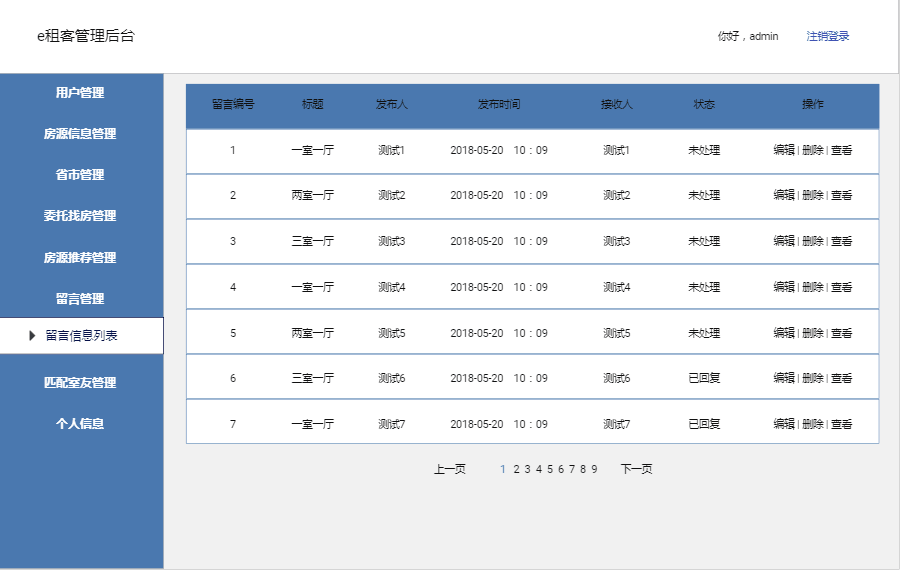 e租客管理后台
你好，admin 注销登录
用户管理
房源信息管理
省市管理
委托找房管理
房源推荐管理
留言管理
留言信息列表
匹配室友管理
个人信息
留言编号 标题 发布人 发布时间 接收人 状态 操作
1 一室一厅 测试1 2018-05-20 10：09 测试1 未处理 编辑 | 删除 | 查看
2 两室一厅 测试2 2018-05-20 10：09 测试2 未处理 编辑 | 删除 | 查看
3 三室一厅 测试3 2018-05-20 10：09 测试3 未处理 编辑 | 删除 | 查看
4 一室一厅 测试4 2018-05-20 10：09 测试4 未处理 编辑 | 删除 | 查看
5 两室一厅 测试5 2018-05-20 10：09 测试5 未处理 编辑 | 删除 | 查看
6 三室一厅 测试6 2018-05-20 10：09 测试6 已回复 编辑 | 删除 | 查看
7 一室一厅 测试7 2018-05-20 10：09 测试7 已回复 编辑 | 删除 | 查看
上一页 1 2 3 4 5 6 7 8 9 下一页